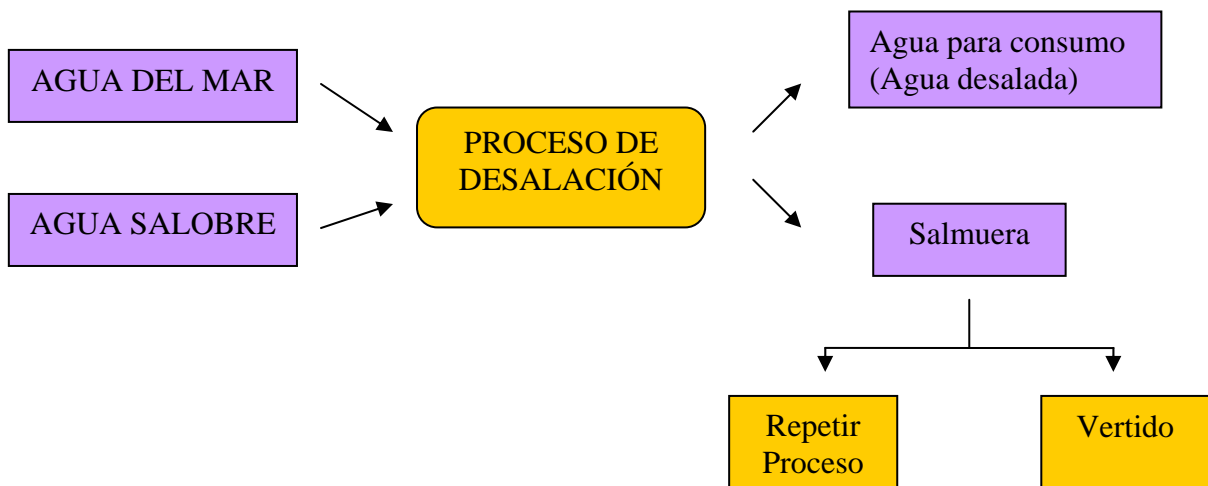 AGUA DEL MAR
AGUA SALOBRE
PROCESO DE
DESALACIÓN
Agua para consumo
(Agua desalada)
Salmuera
Repetir
Proceso
Vertido